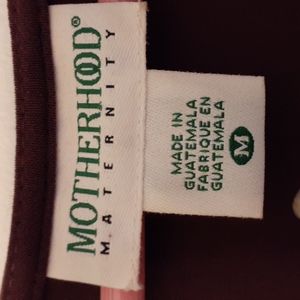 MOTHERHOOD®
MATERNITY
MADE IN
GUATEMALA
FABRIQUE EN
GUATEMALA
M